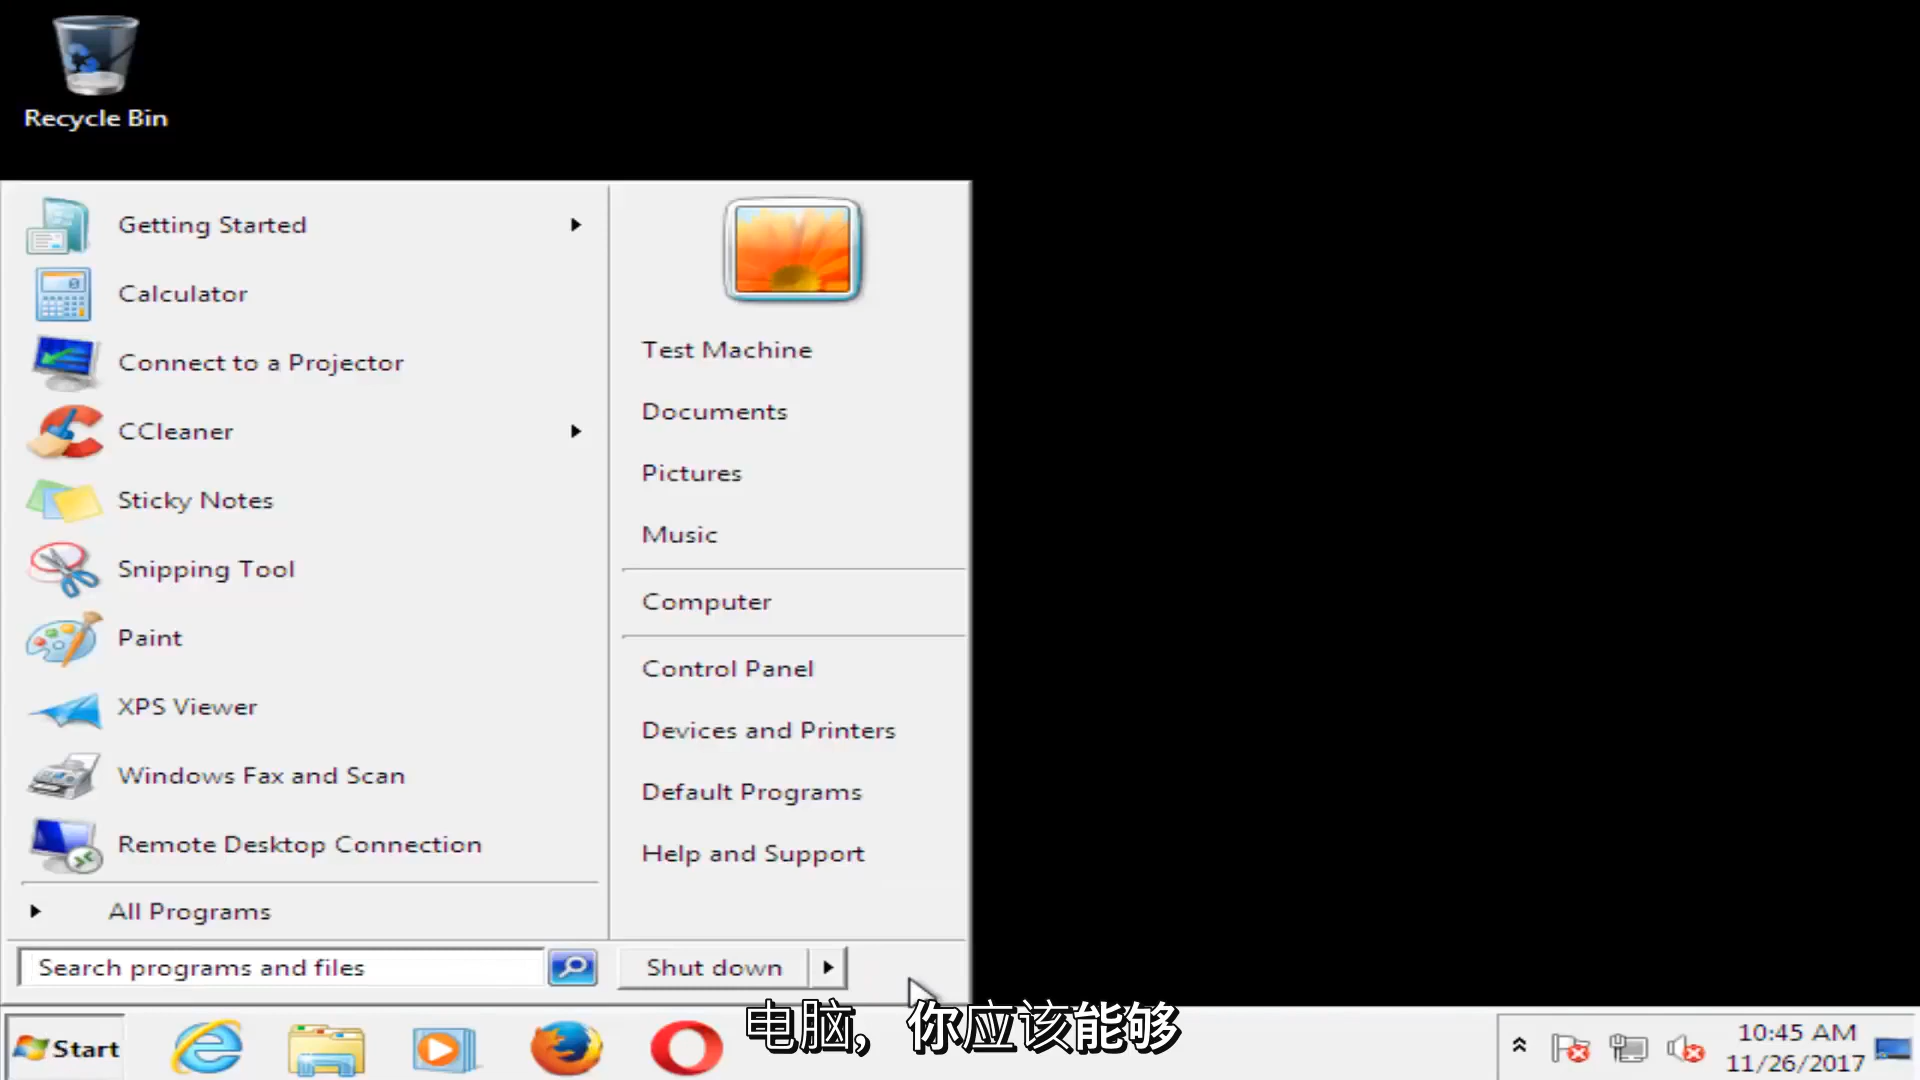 Recycle Bin
Getting Started
Calculator
Connect to a Projector
CCleaner
Sticky Notes
Snipping Tool
Paint
XPS Viewer
Windows Fax and Scan
Remote Desktop Connection
All Programs
Search programs and files
Test Machine
Documents
Pictures
Music
Computer
Control Panel
Devices and Printers
Default Programs
Help and Support
Shut down
电脑，你应该能够
Start
10:45 AM
11/26/2017